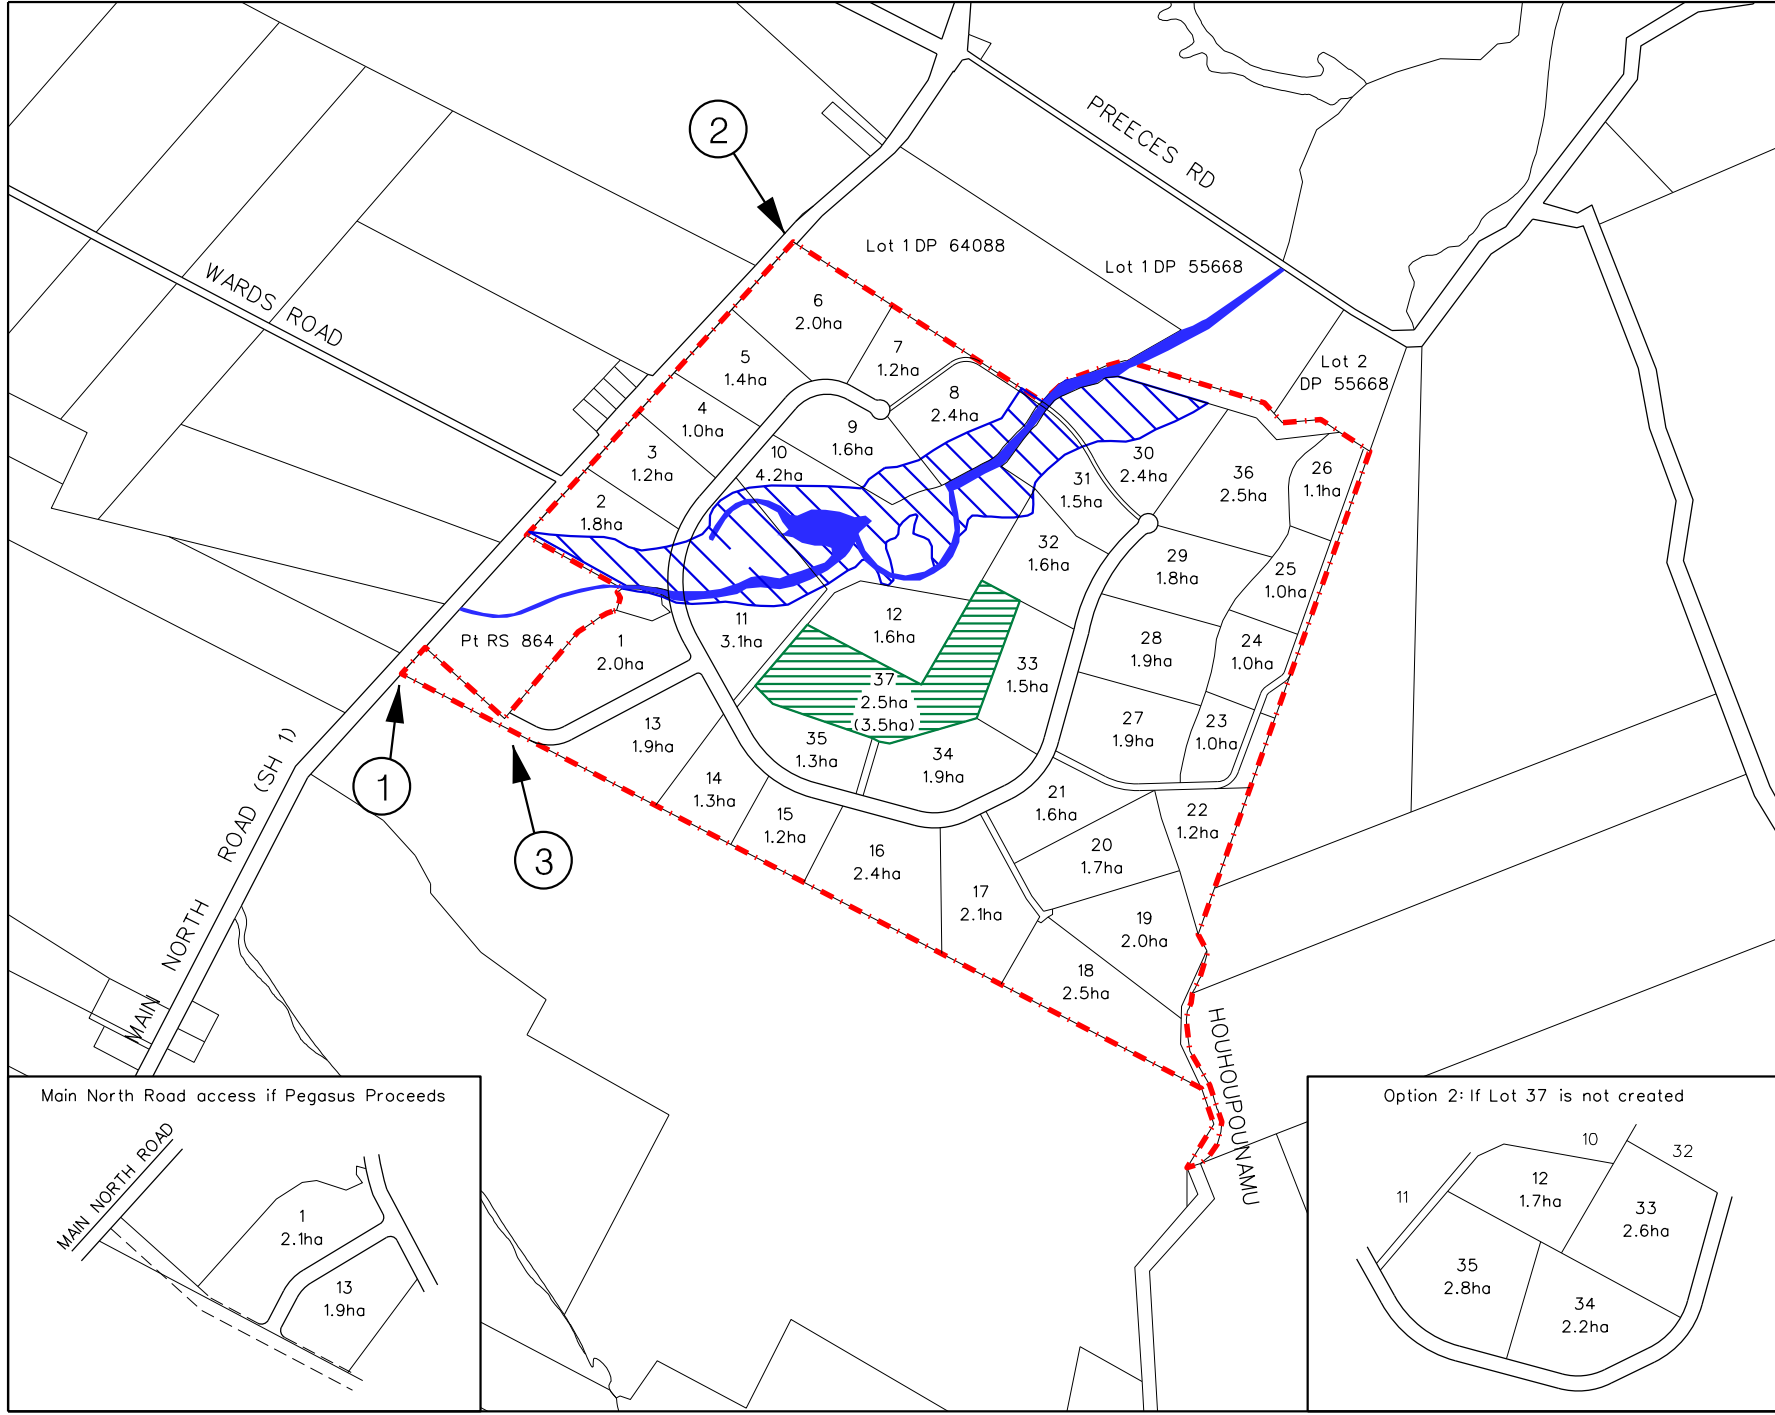 2
PREECES RD
Lot 1 DP 64088
Lot 1 DP 55668
WARDS ROAD
6
2.0ha
7
1.2ha
5
1.4ha
Lot 2
DP 55668
8
2.4ha
4
1.0ha
9
1.6ha
3
1.2ha
10
4.2ha
30
2.4ha
36
2.5ha
26
1.1ha
31
1.5ha
2
1.8ha
32
1.6ha
29
1.8ha
25
1.0ha
Pt RS 864
1
2.0ha
11
3.1ha
12
1.6ha
28
1.9ha
24
1.0ha
33
1.5ha
37
2.5ha
(3.5ha)
13
1.9ha
35
1.3ha
34
1.9ha
27
1.9ha
23
1.0ha
1
14
1.3ha
15
1.2ha
21
1.6ha
22
1.2ha
3
16
2.4ha
20
1.7ha
17
2.1ha
19
2.0ha
18
2.5ha
MAIN NORTH ROAD (SH 1)
HOUHOUPOUNAMU
Main North Road access if Pegasus Proceeds
MAIN NORTH ROAD
1
2.1ha
13
1.9ha
Option 2: If Lot 37 is not created
10
32
11
12
1.7ha
33
2.6ha
35
2.8ha
34
2.2ha